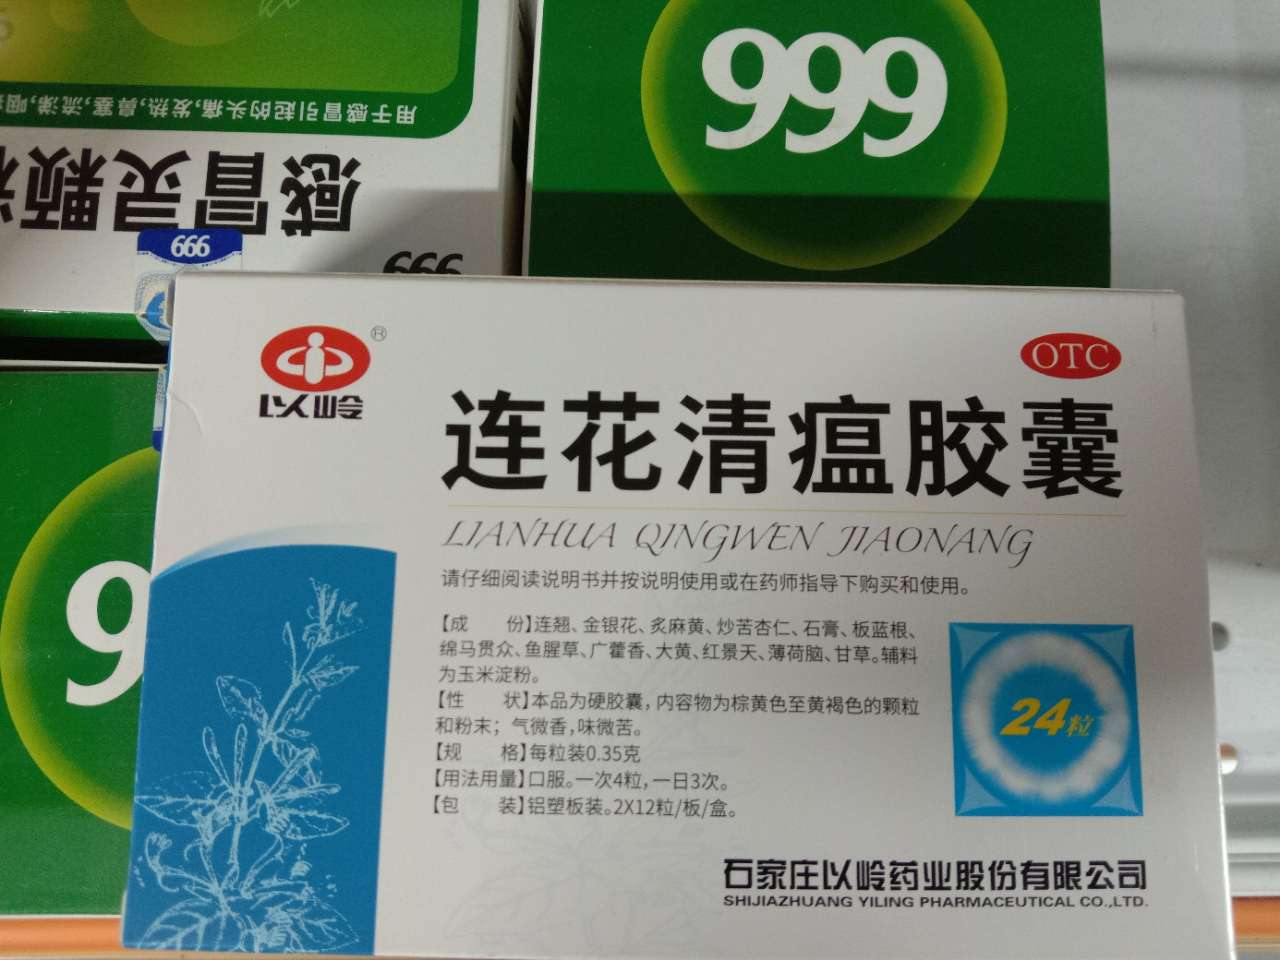 用于感冒引起的头痛,发热,鼻塞,流涕,咽
感冒灵颗
999
999
999
以岭
®
OTC
连花清瘟胶囊
LIANHUA QINGWEN JIAONANG
请仔细阅读说明书并按说明使用或在药师指导下购买和使用。
【成 份】连翘、金银花、炙麻黄、炒苦杏仁、石膏、板蓝根、
绵马贯众、鱼腥草、广藿香、大黄、红景天、薄荷脑、甘草。辅料
为玉米淀粉。
【性 状】本品为硬胶囊,内容物为棕黄色至黄褐色的颗粒
和粉末;气微香,味微苦。
【规 格】每粒装0.35克
【用法用量】口服。一次4粒,一日3次。
【包 装】铝塑板装。2X12粒/板/盒。
24粒
石家庄以岭药业股份有限公司
SHIJIAZHUANG YILING PHARMACEUTICAL CO.,LTD.
9